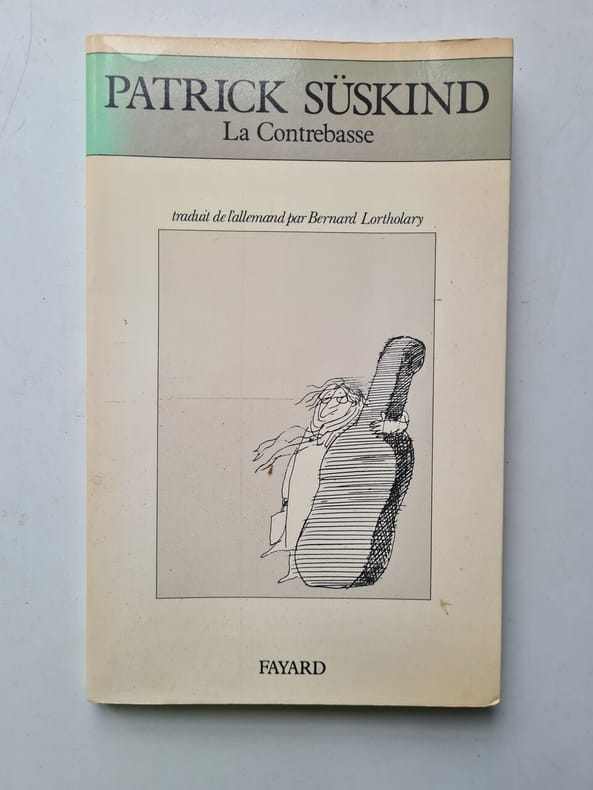 PATRICK SÜSKIND
La Contrebasse
traduit de l'allemand par Bernard Lortholary
FAYARD